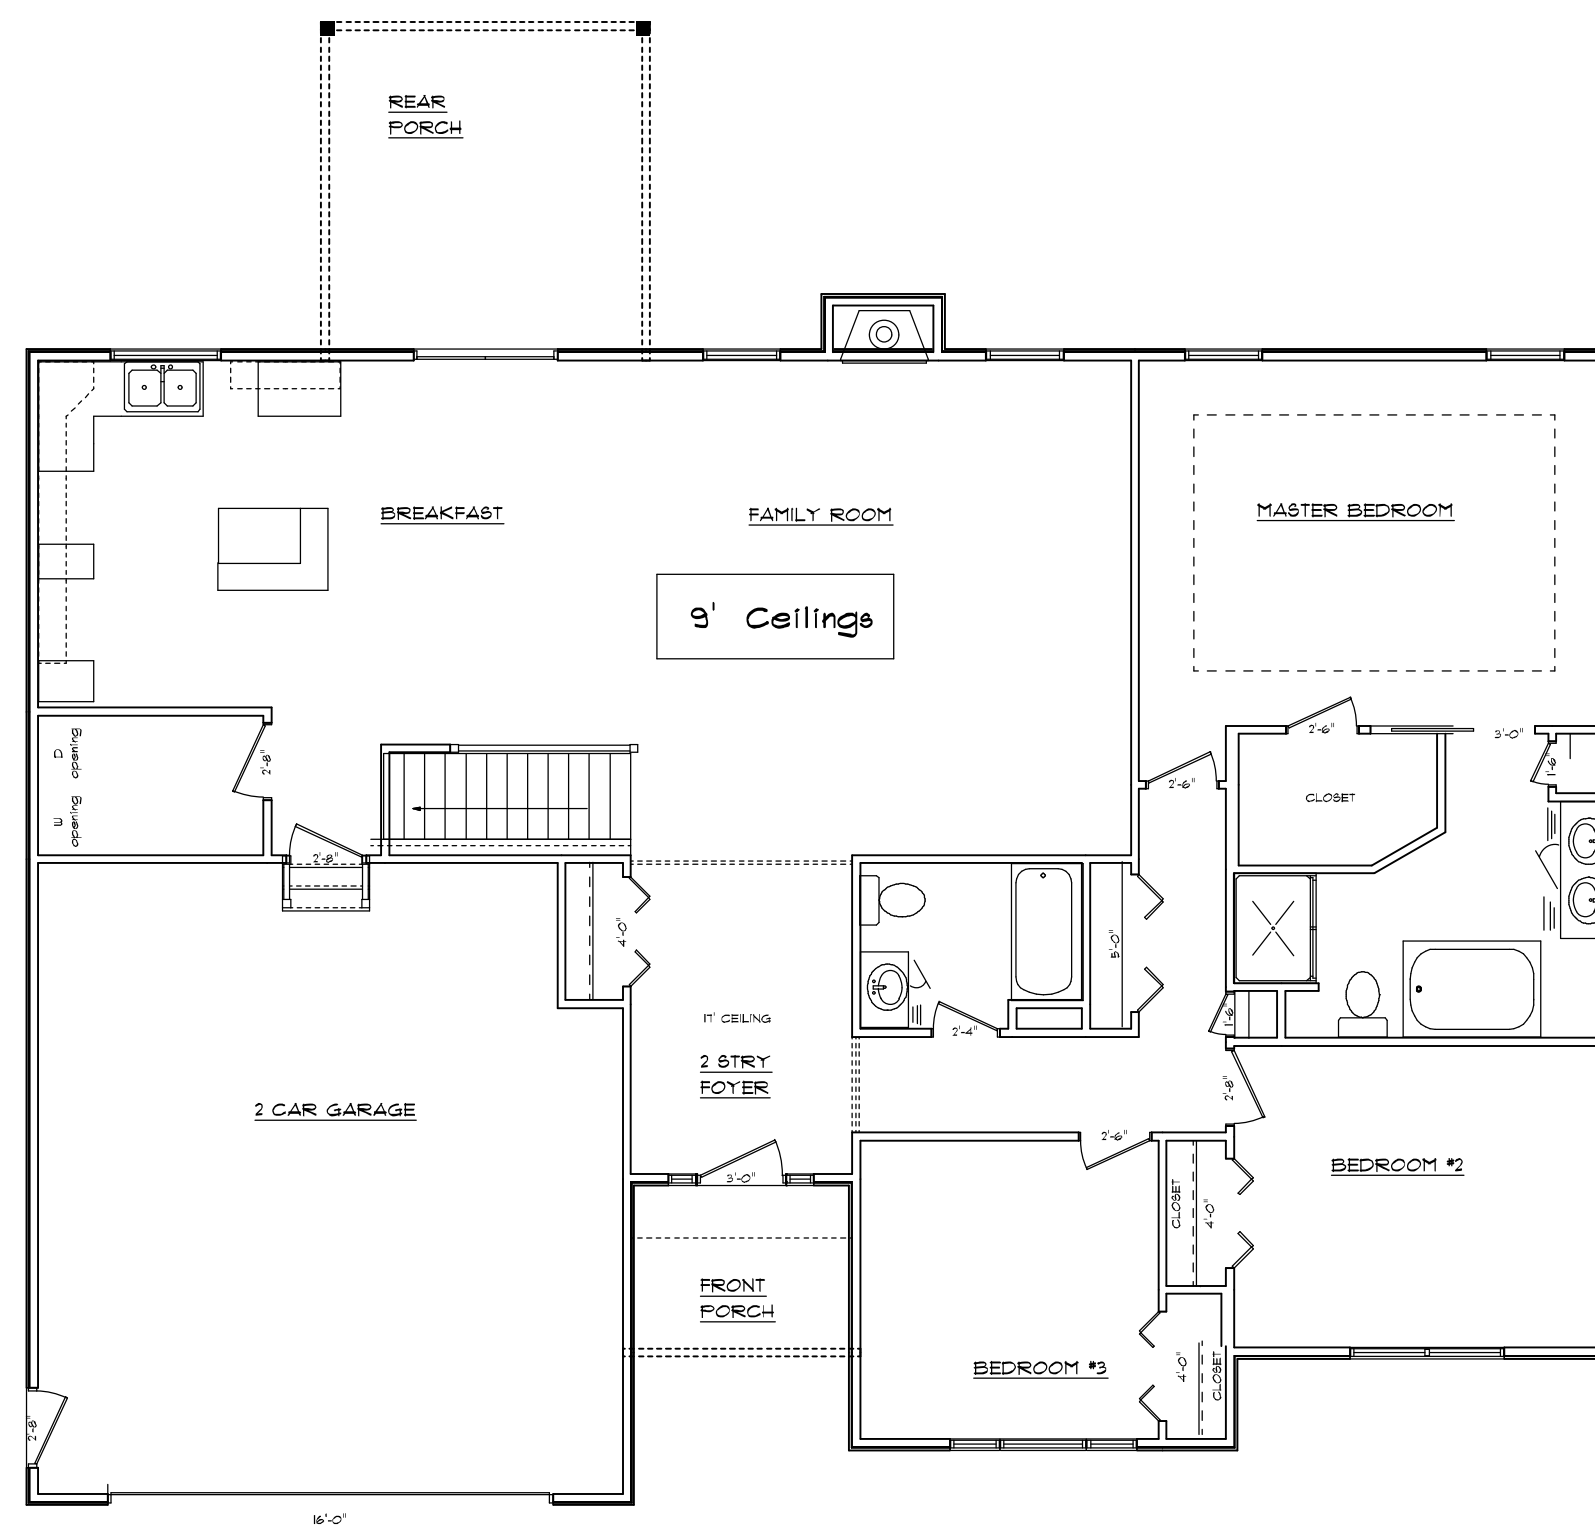 REAR
PORCH
BREAKFAST
FAMILY ROOM
MASTER BEDROOM
9' Ceilings
D
opening
W
opening
2'-8"
2'-8"
2'-6"
2'-6"
3'-0"
1'-6"
CLOSET
4'-0"
5'-0"
17' CEILING
2'-4"
1'-6"
2 STRY
FOYER
2'-8"
2 CAR GARAGE
2'-6"
3'-0"
BEDROOM #2
CLOSET
4'-0"
FRONT
PORCH
BEDROOM #3
4'-0"
CLOSET
2'-8"
16'-0"